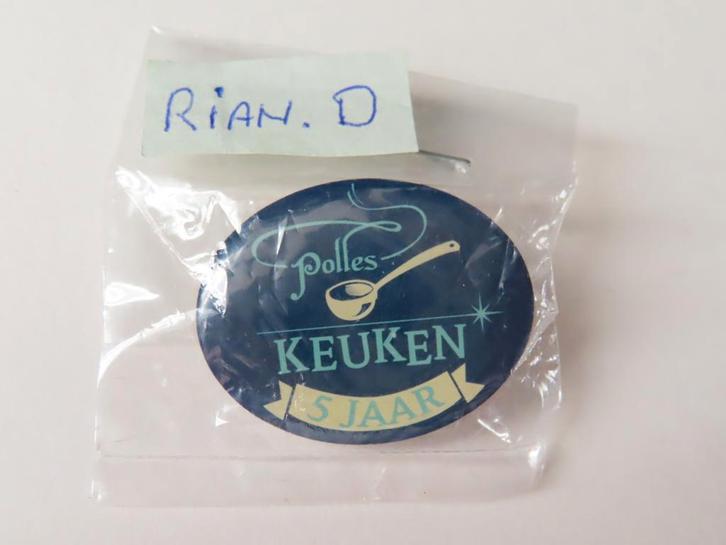 RiAN. D
Polles
KEUKEN
5 JAAR